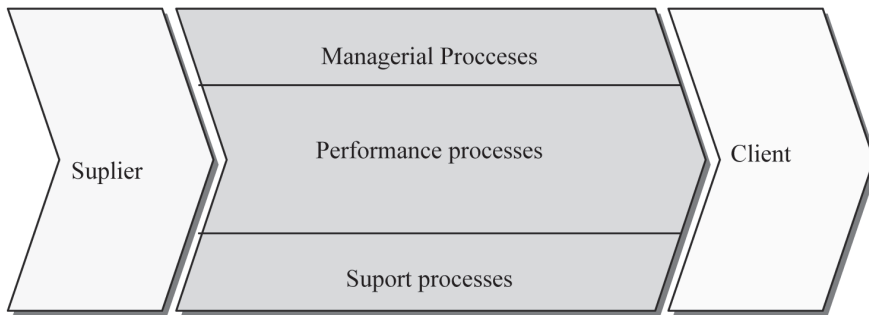 Managerial Procceses
Performance processes
Suplier
Client
Suport processes